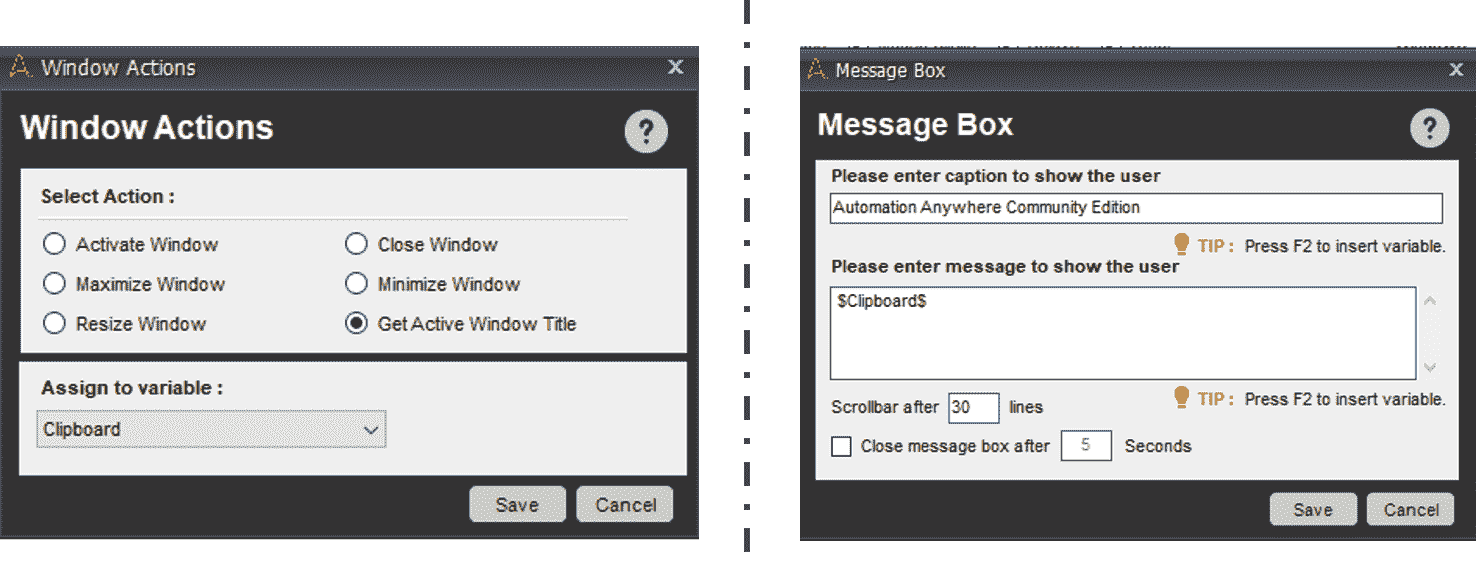 Window Actions
X
Window Actions
?
Select Action :
Activate Window
Close Window
Maximize Window
Minimize Window
Resize Window
Get Active Window Title
Assign to variable :
Clipboard
Save
Cancel
Message Box
X
Message Box
?
Please enter caption to show the user
Automation Anywhere Community Edition
TIP : Press F2 to insert variable.
Please enter message to show the user
$Clipboard$
TIP : Press F2 to insert variable.
Scrollbar after 30 lines
Close message box after 5 Seconds
Save
Cancel